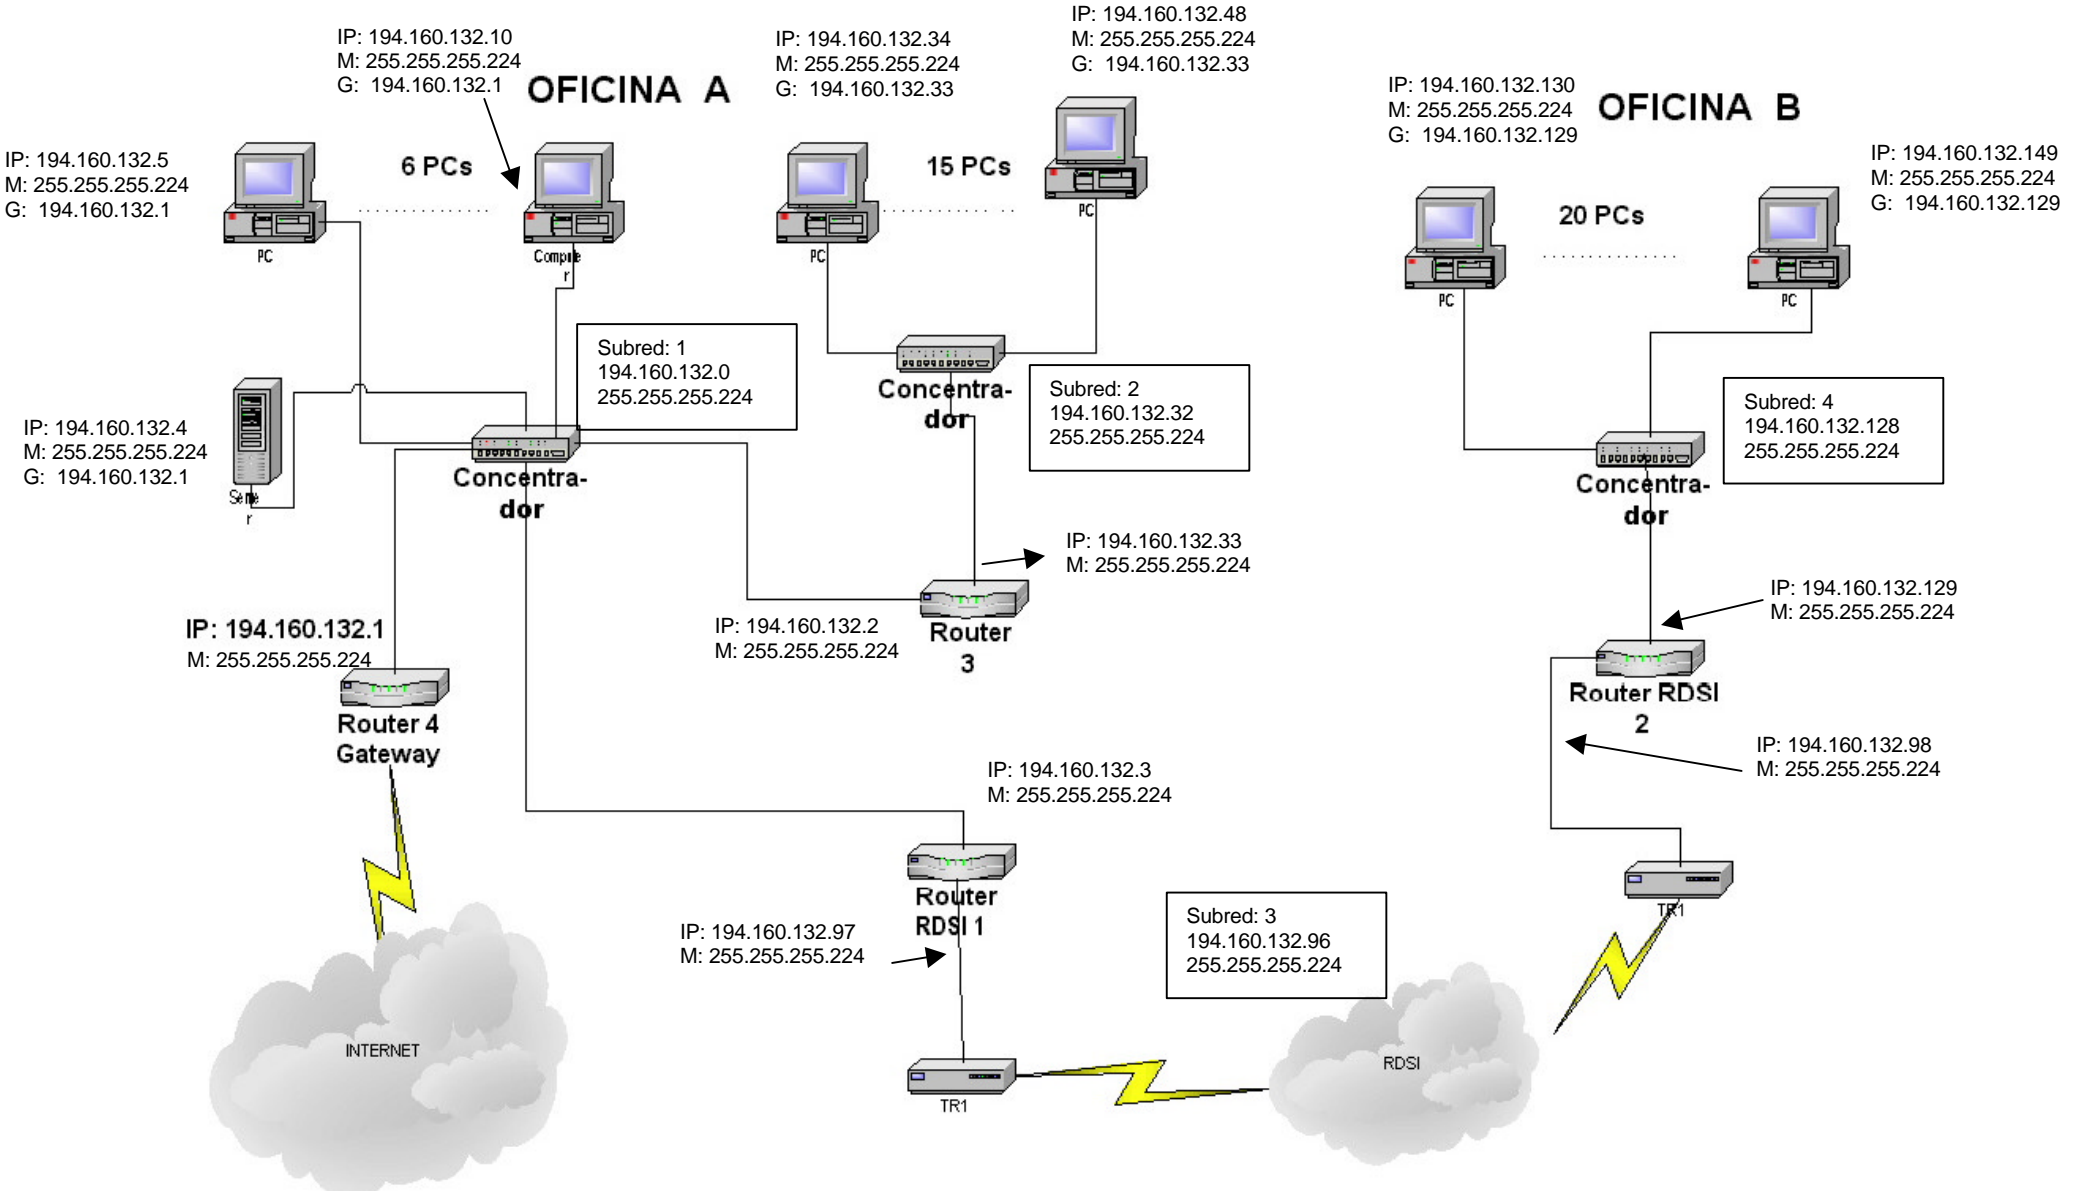 IP: 194.160.132.10
M: 255.255.255.224
G: 194.160.132.1
OFICINA A
IP: 194.160.132.34
M: 255.255.255.224
G: 194.160.132.33
IP: 194.160.132.48
M: 255.255.255.224
G: 194.160.132.33
IP: 194.160.132.130
M: 255.255.255.224
G: 194.160.132.129
OFICINA B
IP: 194.160.132.149
M: 255.255.255.224
G: 194.160.132.129
IP: 194.160.132.5
M: 255.255.255.224
G: 194.160.132.1
6 PCs
15 PCs
20 PCs
PC
PC
PC
PC
PC
Subred: 1
194.160.132.0
255.255.255.224
Concentra-
dor
Subred: 2
194.160.132.32
255.255.255.224
Subred: 4
194.160.132.128
255.255.255.224
IP: 194.160.132.4
M: 255.255.255.224
G: 194.160.132.1
Concentra-
dor
Concentra-
dor
IP: 194.160.132.33
M: 255.255.255.224
IP: 194.160.132.129
M: 255.255.255.224
IP: 194.160.132.1
M: 255.255.255.224
IP: 194.160.132.2
M: 255.255.255.224
Router
3
Router RDSI
2
Router 4
Gateway
IP: 194.160.132.98
M: 255.255.255.224
IP: 194.160.132.3
M: 255.255.255.224
Router
RDSI 1
IP: 194.160.132.97
M: 255.255.255.224
TR1
Subred: 3
194.160.132.96
255.255.255.224
INTERNET
RDSI
TR1